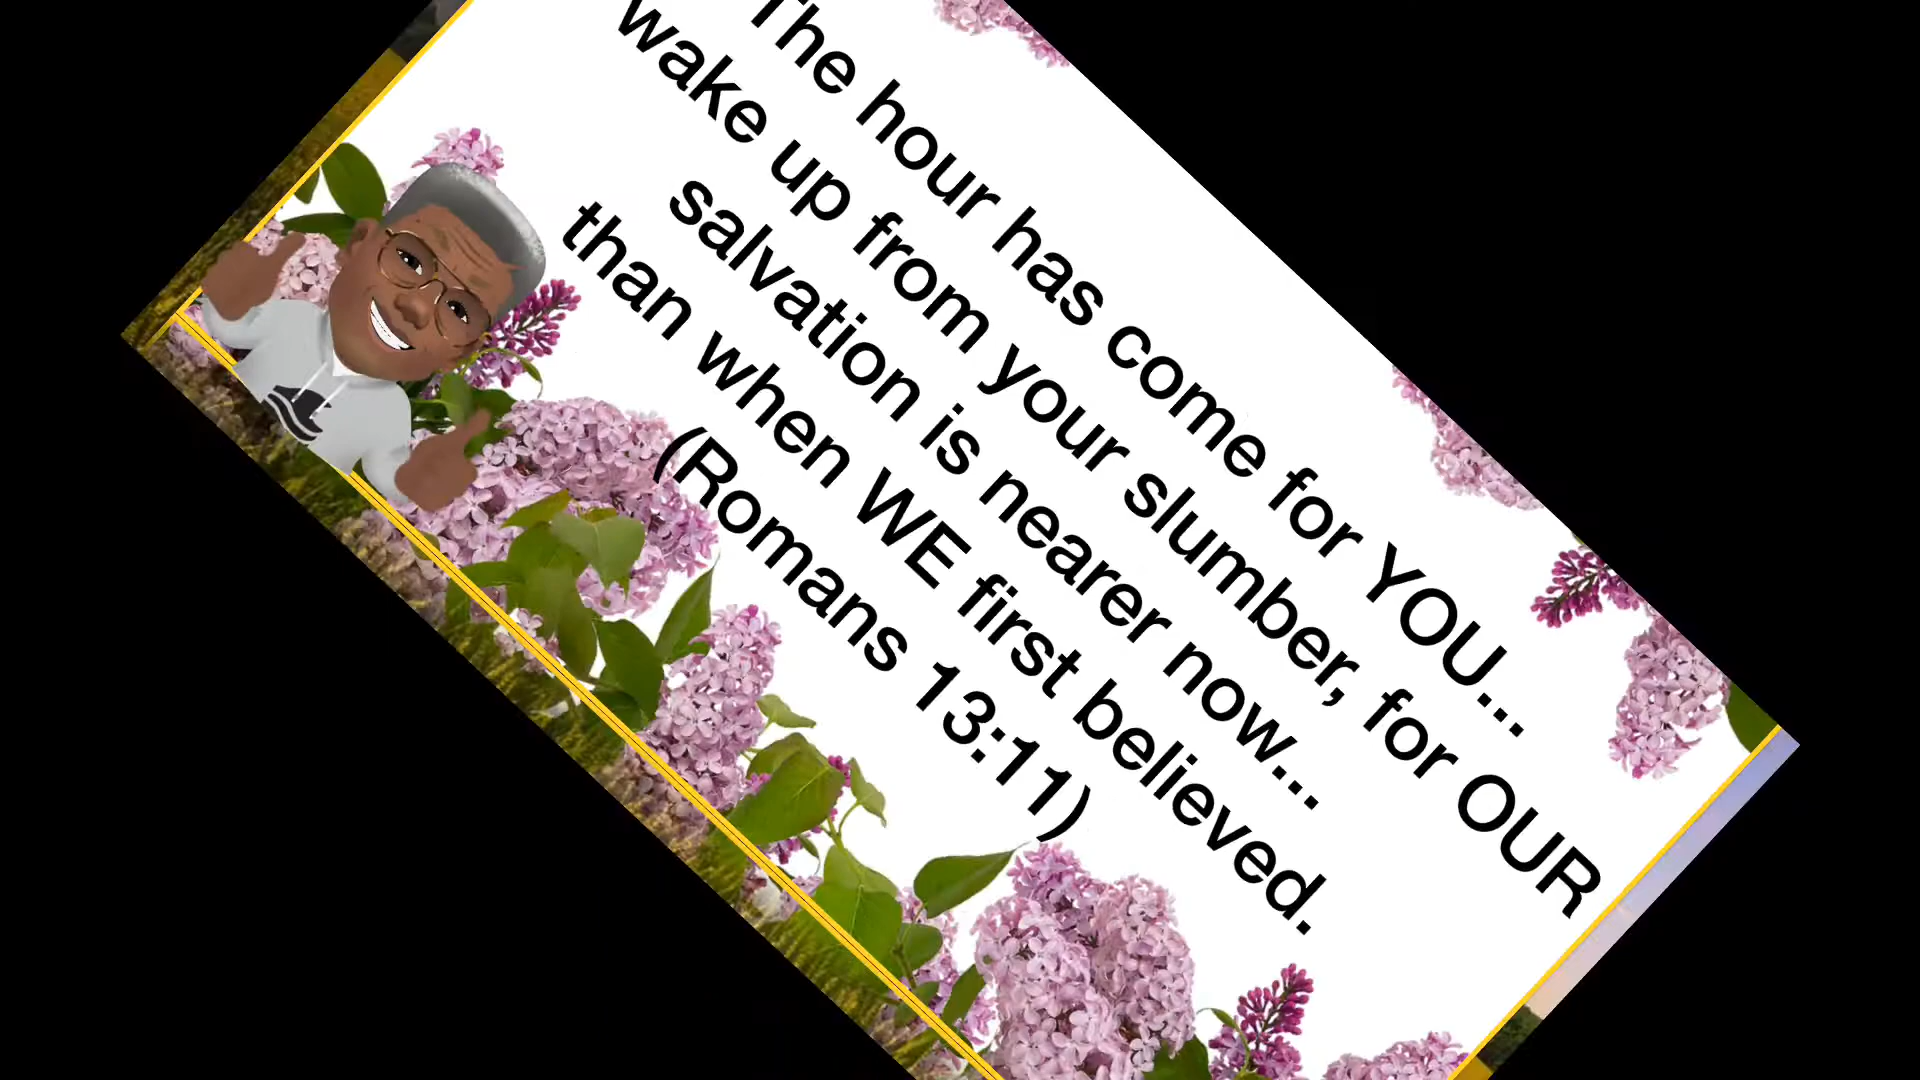 The hour has come for YOU...
wake up from your slumber, for OUR
salvation is nearer now...
than when WE first believed.
(Romans 13:11)